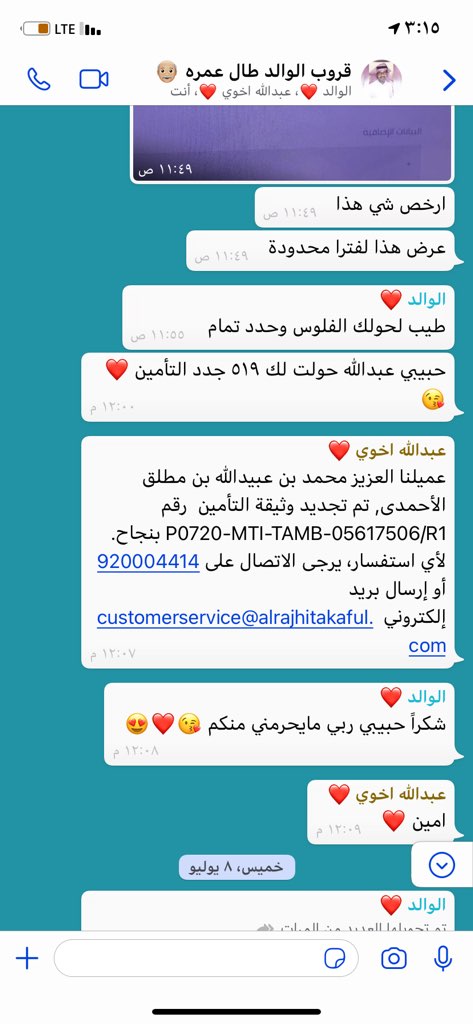 ٣:١٥
LTE
قروب الوالد طال عمره 👴🏼
الوالد ❤️، عبدالله اخوي ❤️، أنت
البيانات الإضافية
١١:٤٩ ص
ارخص شي هذا
١١:٤٩ ص
عرض هذا لفترا محدودة
١١:٤٩ ص
الوالد ❤️
طيب لحولك الفلوس وحدد تمام
١١:٥٥ ص
حبيبي عبدالله حولت لك ٥١٩ جدد التأمين ❤️
😘
١٢:٠٠ م
عبدالله اخوي ❤️
عميلنا العزيز محمد بن عبيدالله بن مطلق
الأحمدى, تم تجديد وثيقة التأمين رقم
P0720-MTI-TAMB-05617506/R1 بنجاح.
لأي استفسار، يرجى الاتصال على 920004414
أو إرسال بريد
إلكتروني customerservice@alrajhitakaful.
com
١٢:٠٧ م
الوالد ❤️
شكراً حبيبي ربي مايحرمني منكم 😘❤️😍
١٢:٠٨ م
عبدالله اخوي ❤️
امين ❤️
١٢:٠٩ م
خميس، ٨ يوليو
الوالد ❤️
تم تحويلها العديد من المرات